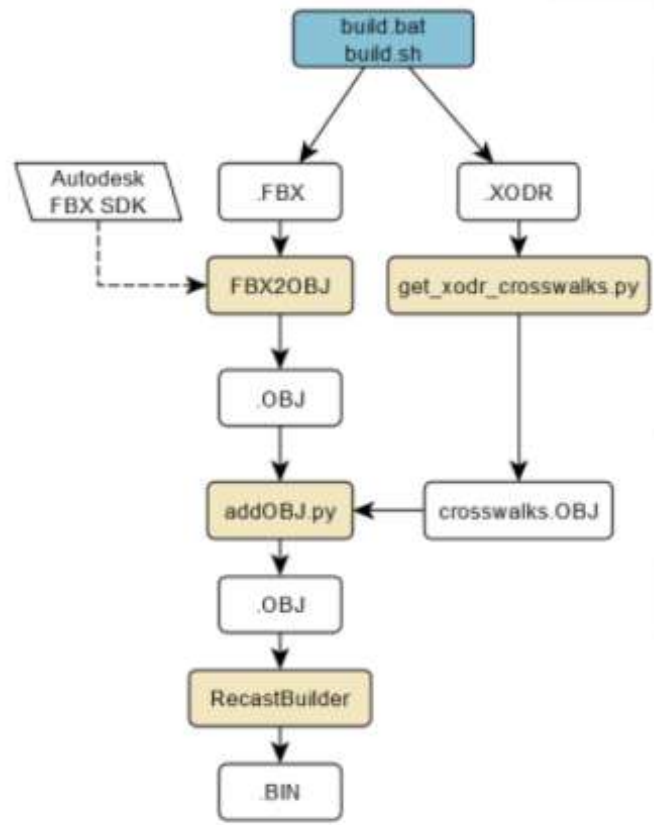 build.bat
build.sh
Autodesk
FBX SDK
.FBX
.XODR
FBX2OBJ
get_xodr_crosswalks.py
.OBJ
addOBJ.py
crosswalks.OBJ
.OBJ
RecastBuilder
.BIN